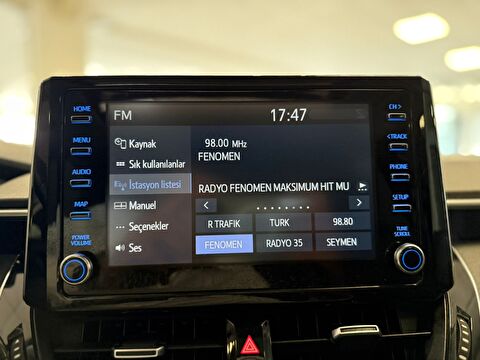 FM
17:47
HOME
MENU
AUDIO
MAP
POWER
VOLUME
Kaynak
Sık kullanılanlar
İstasyon listesi
Manuel
Seçenekler
Ses
98.00 MHz
FENOMEN
RADYO FENOMEN MAKSIMUM HIT MU
R TRAFIK
TURK
98.80
FENOMEN
RADYO 35
SEYMEN
CH >
< TRACK
PHONE
SETUP
TUNE
SCROLL